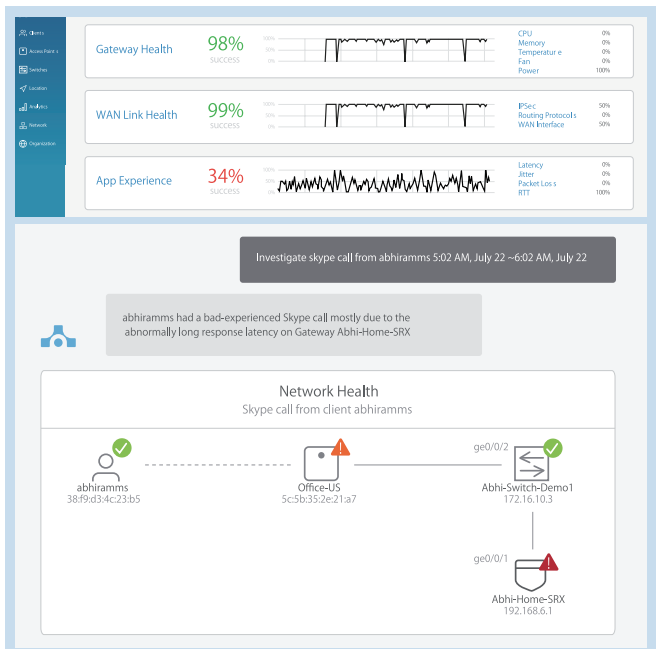 Clients
Access Point s
Switches
Location
Analytics
Network
Organization
Gateway Health
98%
success
100%
50%
0%
CPU 0%
Memory 0%
Temperatur e 0%
Fan 0%
Power 100%
WAN Link Health
99%
success
100%
50%
0%
IPSec 50%
Routing Protocol s 0%
WAN Interface 50%
App Experience
34%
success
100%
50%
0%
Latency 0%
Jitter 0%
Packet Los s 0%
RTT 100%
Investigate skype call from abhiramms 5:02 AM, July 22 ~6:02 AM, July 22
abhiramms had a bad-experienced Skype call mostly due to the
abnormally long response latency on Gateway Abhi-Home-SRX
Network Health
Skype call from client abhiramms
abhiramms
38:f9:d3:4c:23:b5
Office-US
5c:5b:35:2e:21:a7
ge0/0/2
Abhi-Switch-Demo1
172.16.10.3
ge0/0/1
Abhi-Home-SRX
192.168.6.1